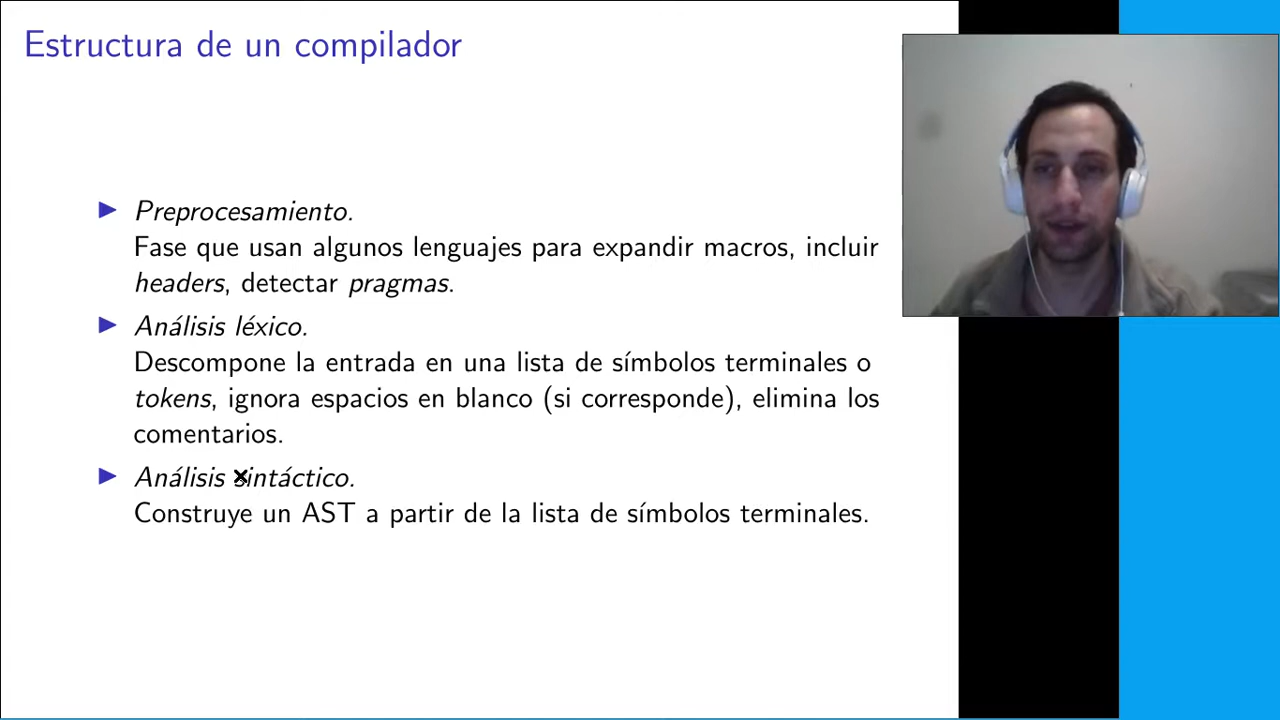 Estructura de un compilador
Preprocesamiento.
Fase que usan algunos lenguajes para expandir macros, incluir
headers, detectar pragmas.
Análisis léxico.
Descompone la entrada en una lista de símbolos terminales o
tokens, ignora espacios en blanco (si corresponde), elimina los
comentarios.
Análisis sintáctico.
Construye un AST a partir de la lista de símbolos terminales.